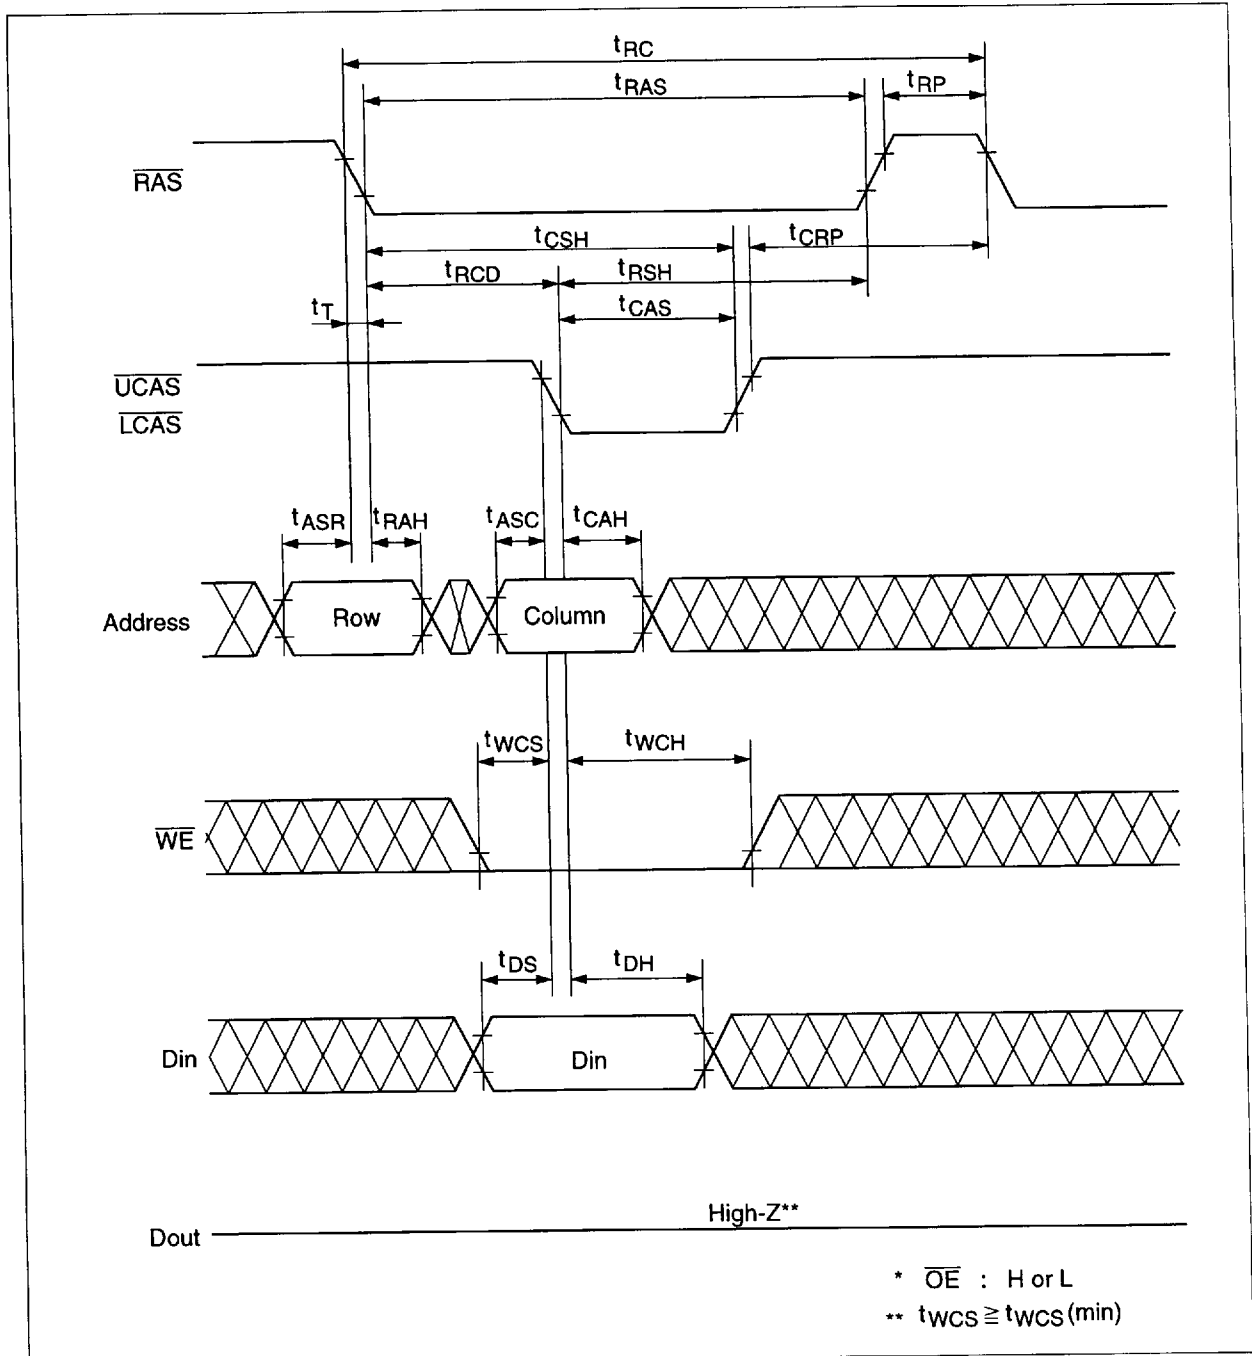 tRC
tRAS
tRP
RAS
tCSH
tCRP
tRCD
tRSH
tT
tCAS
UCAS
LCAS
tASR
tRAH
tASC
tCAH
Address
Row
Column
tWCS
tWCH
WE
tDS
tDH
Din
Din
High-Z**
Dout
* OE : H or L
** tWCS ≧ tWCS (min)